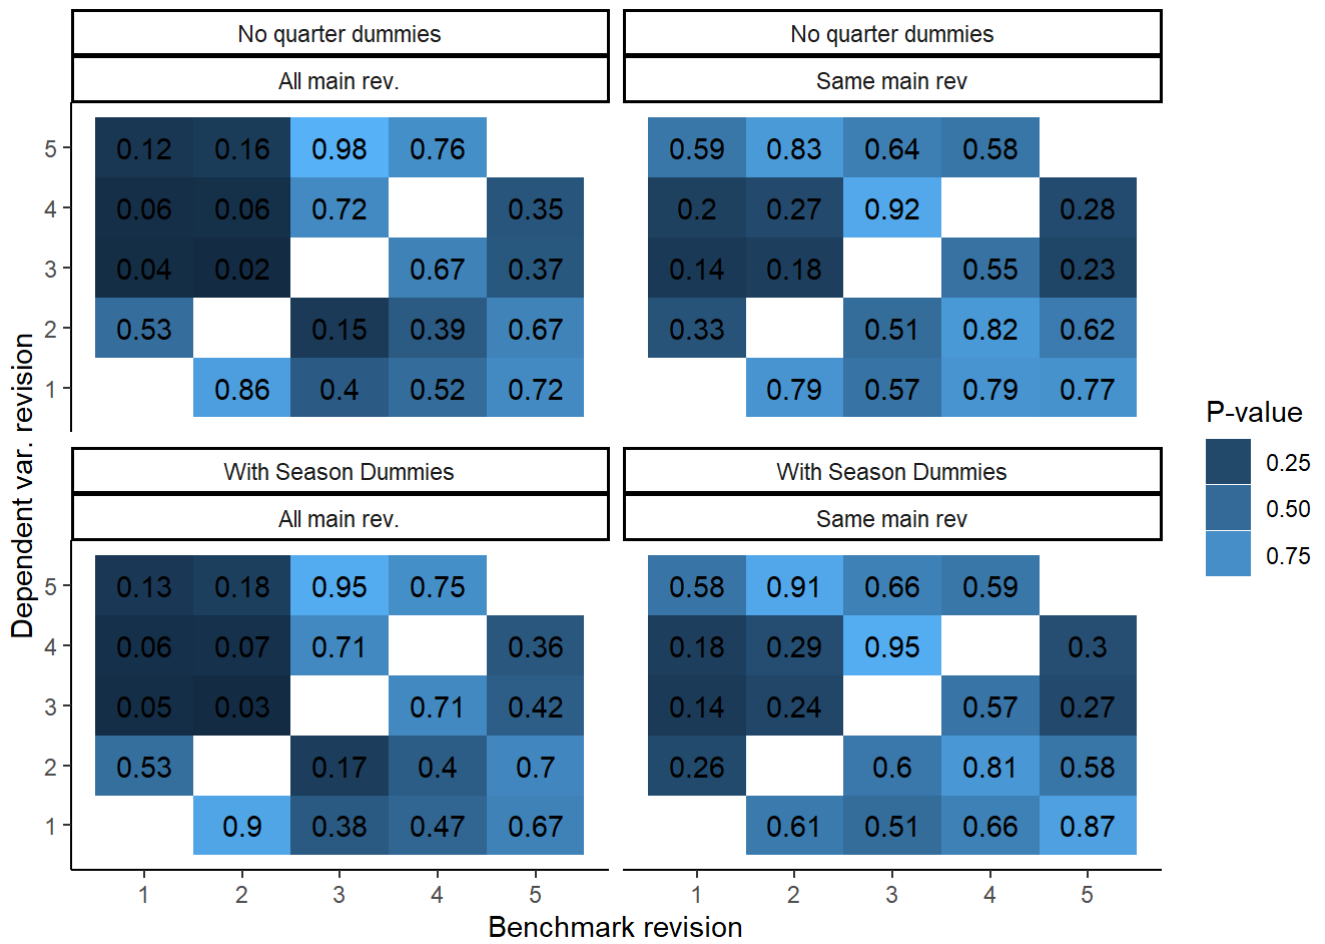 No quarter dummies No quarter dummies
All main rev. Same main rev
5 0.12 0.16 0.98 0.76 0.59 0.83 0.64 0.58
4 0.06 0.06 0.72 0.35 0.2 0.27 0.92 0.28
3 0.04 0.02 0.67 0.37 0.14 0.18 0.55 0.23
2 0.53 0.15 0.39 0.67 0.33 0.51 0.82 0.62
1 0.86 0.4 0.52 0.72 0.79 0.57 0.79 0.77
Dependent var. revision
With Season Dummies With Season Dummies
All main rev. Same main rev
5 0.13 0.18 0.95 0.75 0.58 0.91 0.66 0.59
4 0.06 0.07 0.71 0.36 0.18 0.29 0.95 0.3
3 0.05 0.03 0.71 0.42 0.14 0.24 0.57 0.27
2 0.53 0.17 0.4 0.7 0.26 0.6 0.81 0.58
1 0.9 0.38 0.47 0.67 0.61 0.51 0.66 0.87
1 2 3 4 5 1 2 3 4 5
Benchmark revision
P-value
0.25
0.50
0.75